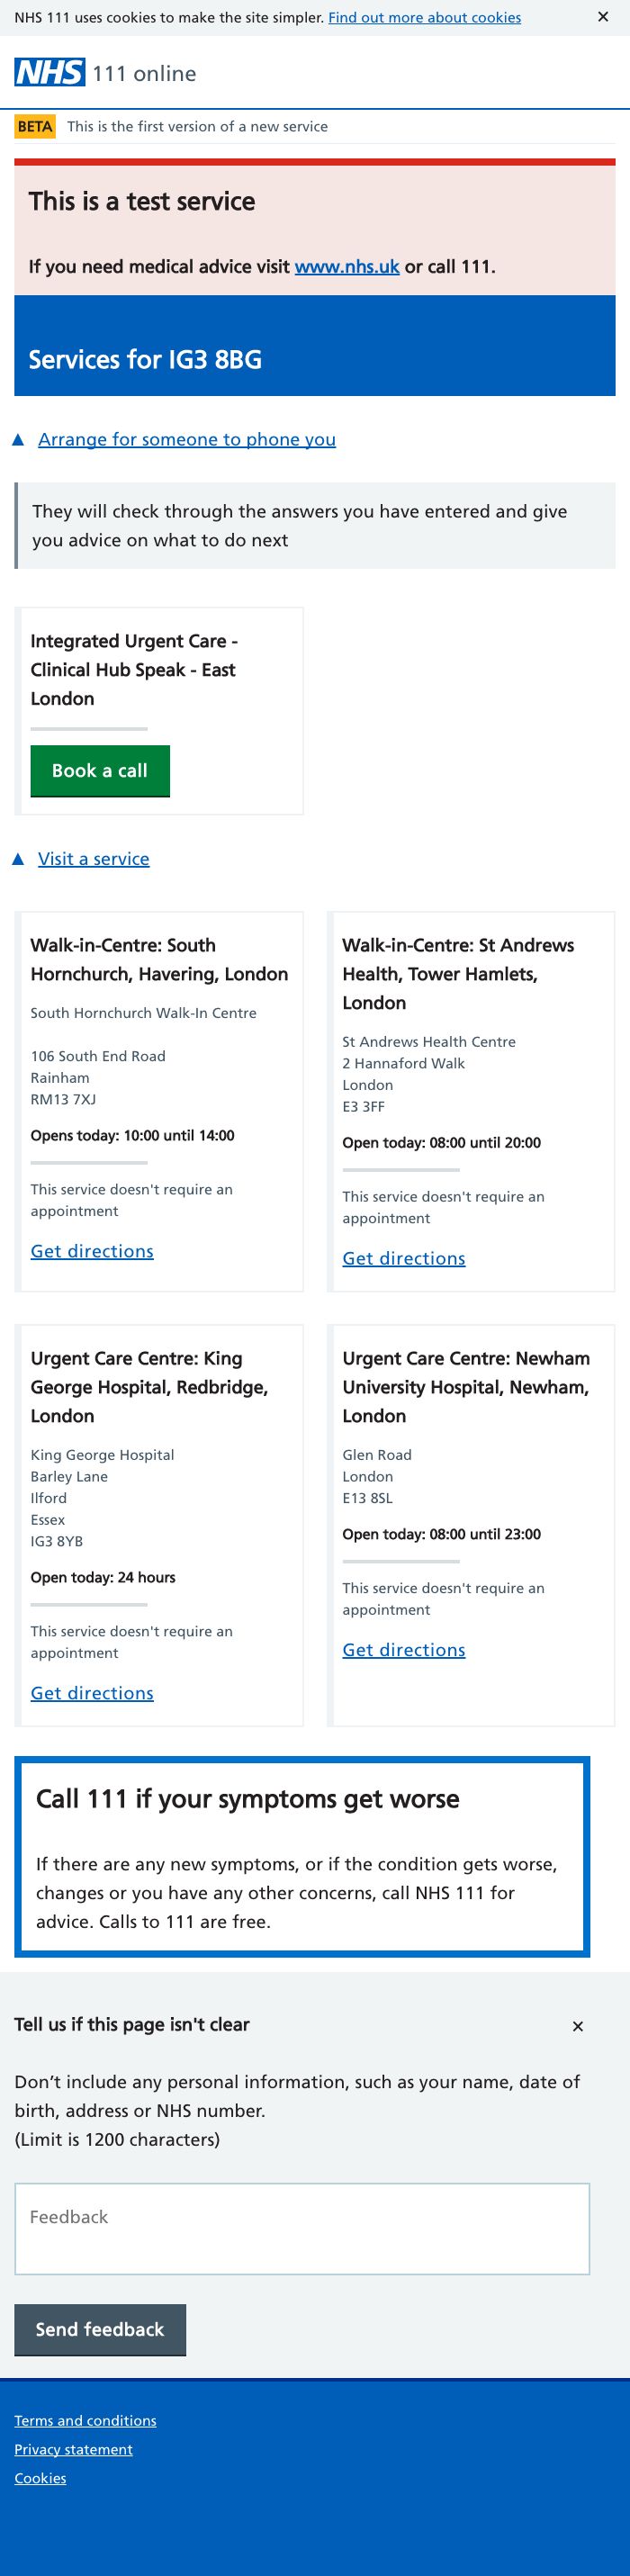 NHS 111 uses cookies to make the site simpler. Find out more about cookies ✕
NHS 111 online
BETA This is the first version of a new service
This is a test service
If you need medical advice visit www.nhs.uk or call 111.
Services for IG3 8BG
▲ Arrange for someone to phone you
They will check through the answers you have entered and give
you advice on what to do next
Integrated Urgent Care -
Clinical Hub Speak - East
London
Book a call
▲ Visit a service
Walk-in-Centre: South
Hornchurch, Havering, London
South Hornchurch Walk-In Centre
106 South End Road
Rainham
RM13 7XJ
Opens today: 10:00 until 14:00
This service doesn't require an
appointment
Get directions
Walk-in-Centre: St Andrews
Health, Tower Hamlets,
London
St Andrews Health Centre
2 Hannaford Walk
London
E3 3FF
Open today: 08:00 until 20:00
This service doesn't require an
appointment
Get directions
Urgent Care Centre: King
George Hospital, Redbridge,
London
King George Hospital
Barley Lane
Ilford
Essex
IG3 8YB
Open today: 24 hours
This service doesn't require an
appointment
Get directions
Urgent Care Centre: Newham
University Hospital, Newham,
London
Glen Road
London
E13 8SL
Open today: 08:00 until 23:00
This service doesn't require an
appointment
Get directions
Call 111 if your symptoms get worse
If there are any new symptoms, or if the condition gets worse,
changes or you have any other concerns, call NHS 111 for
advice. Calls to 111 are free.
Tell us if this page isn't clear ✕
Don’t include any personal information, such as your name, date of
birth, address or NHS number.
(Limit is 1200 characters)
Feedback
Send feedback
Terms and conditions
Privacy statement
Cookies